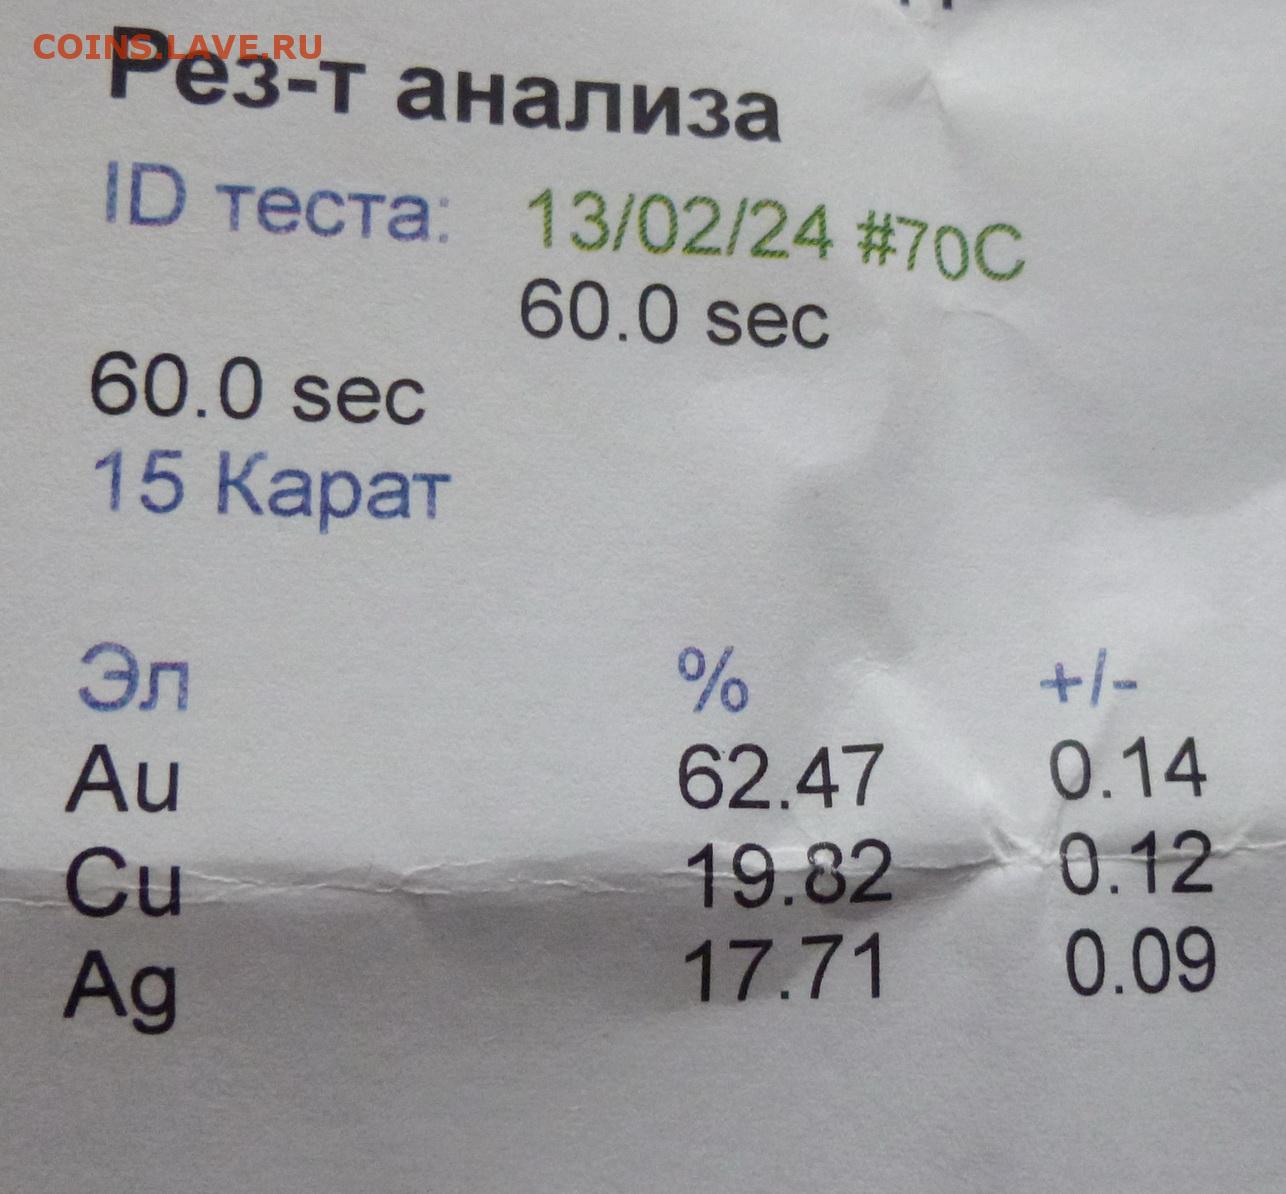 COINS.LAVE.RU
Рез-т анализа
ID теста: 13/02/24 #70C
60.0 sec
60.0 sec
15 Карат
Эл % +/-
Au 62.47 0.14
Cu 19.82 0.12
Ag 17.71 0.09